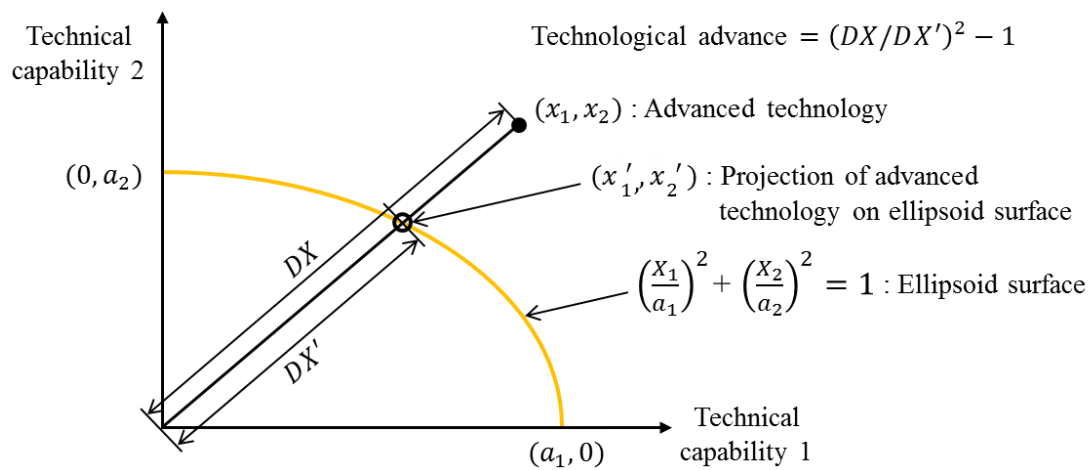 Technical
capability 2
Technological advance = (DX/DX′)² − 1
(x₁, x₂) : Advanced technology
(0, a₂)
(x′₁, x₂′) : Projection of advanced
technology on ellipsoid surface
DX
(X₁/a₁)² + (X₂/a₂)² = 1 : Ellipsoid surface
DX′
Technical
capability 1
(a₁, 0)